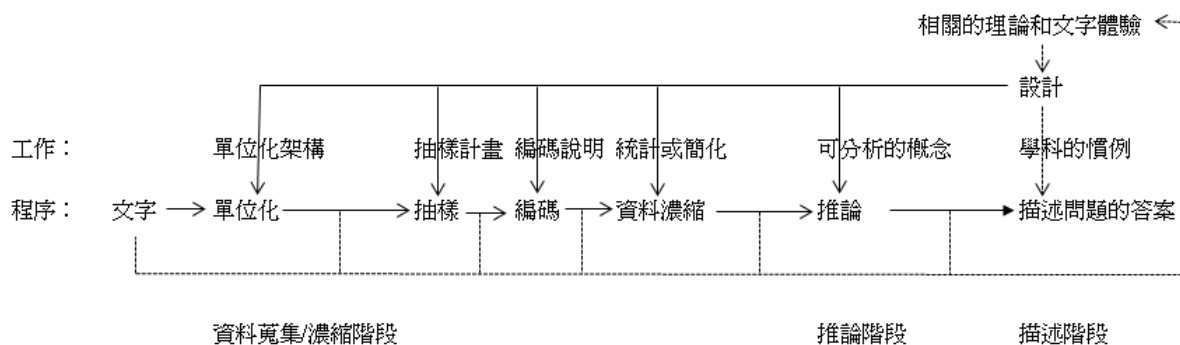 相關的理論和文字體驗
設計
工作： 單位化架構 抽樣計畫 編碼說明 統計或簡化 可分析的概念 學科的慣例
程序： 文字 單位化 抽樣 編碼 資料濃縮 推論 描述問題的答案
資料蒐集/濃縮階段 推論階段 描述階段